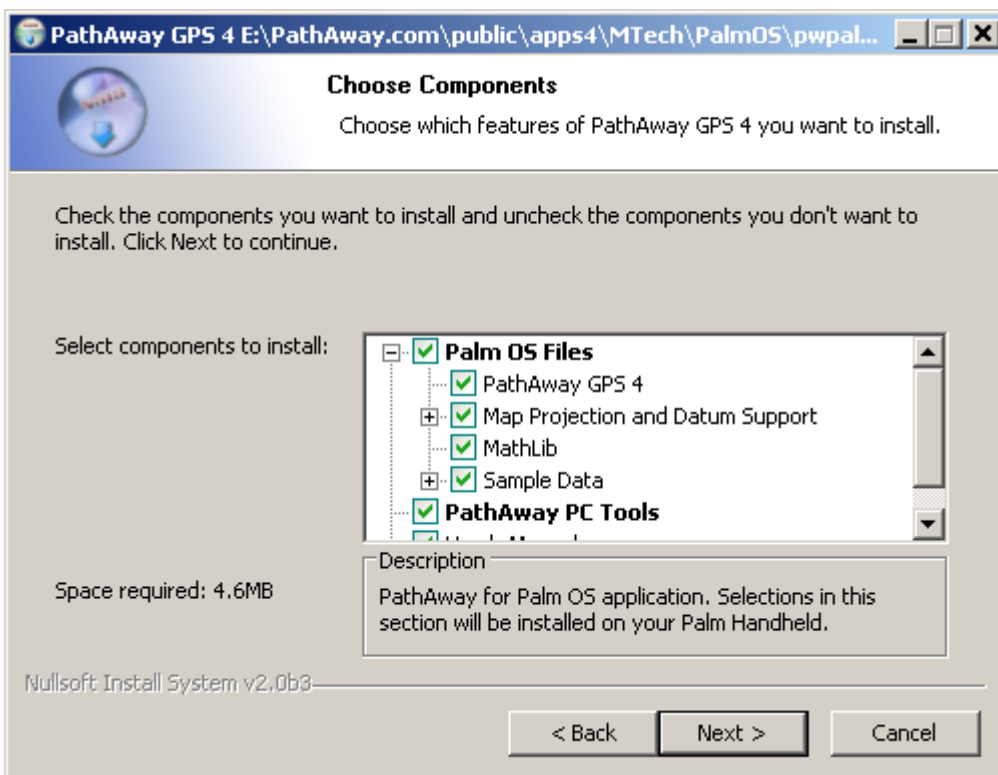 PathAway GPS 4 E:\PathAway.com\public\apps4\MTech\PalmOS\pwpal...
Choose Components
Choose which features of PathAway GPS 4 you want to install.
Check the components you want to install and uncheck the components you don't want to
install. Click Next to continue.
Select components to install:
Palm OS Files
PathAway GPS 4
Map Projection and Datum Support
MathLib
Sample Data
PathAway PC Tools
Description
Space required: 4.6MB
PathAway for Palm OS application. Selections in this
section will be installed on your Palm Handheld.
Nullsoft Install System v2.0b3
< Back
Next >
Cancel